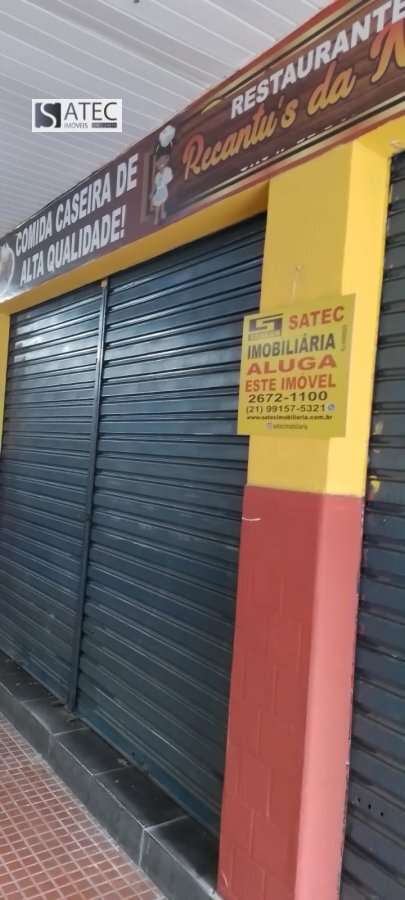 SATEC
IMÓVEIS
COMIDA CASEIRA DE
ALTA QUALIDADE!
RESTAURANTE
Recantu's da
SATEC
IMOBILIÁRIA
ALUGA
ESTE IMÓVEL
2672-1100
(21) 99157-5321
www.satecimobiliaria.com.br
satecimobiliaria